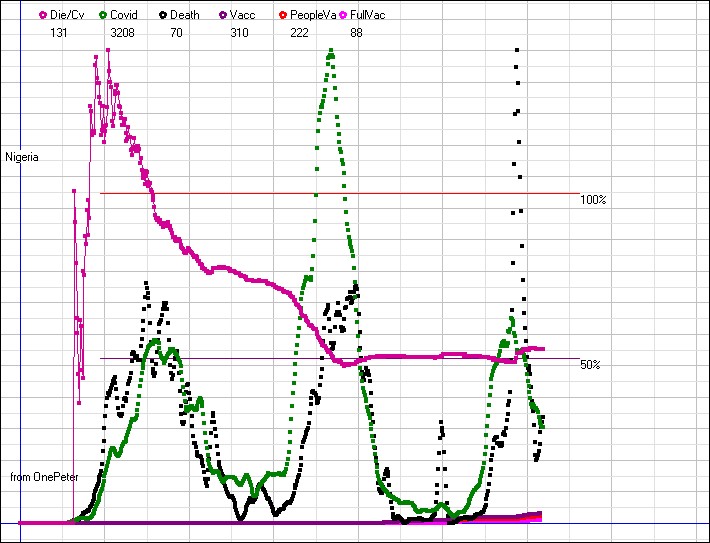 Die/Cv Covid Death Vacc PeopleVa FullVac
131 3208 70 310 222 88
Nigeria
100%
50%
from OnePeter